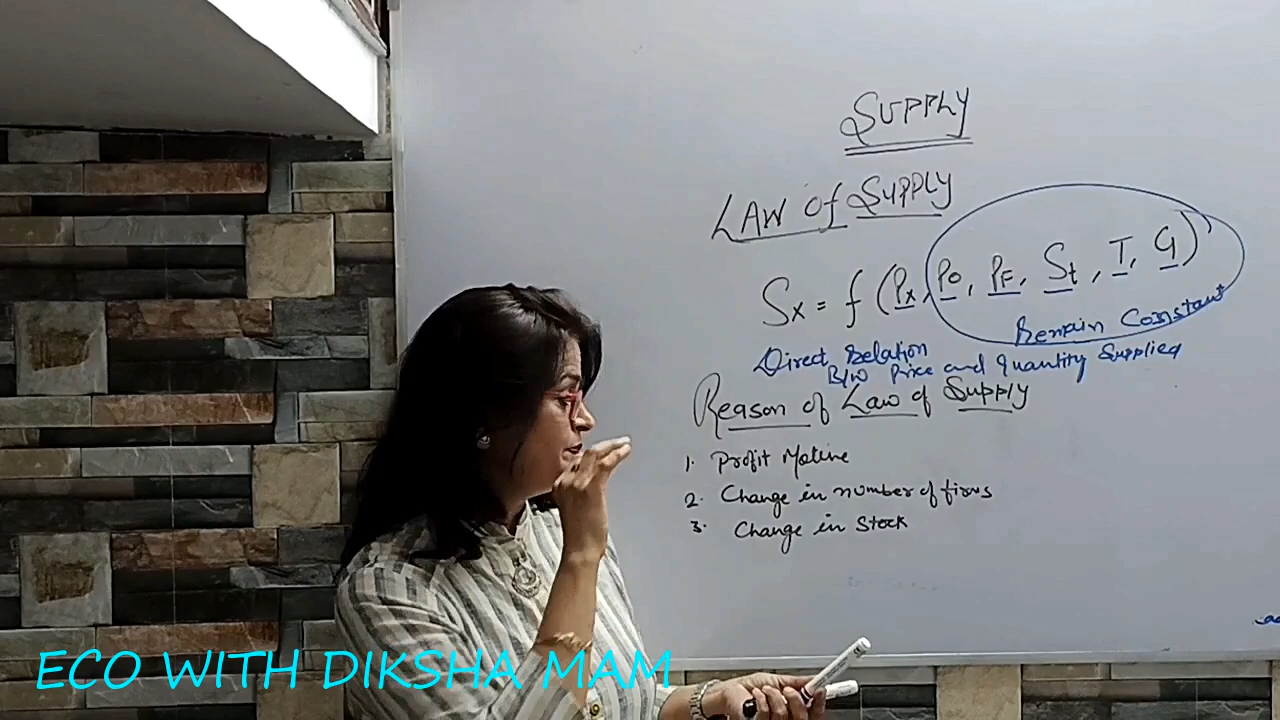 SUPPLY
LAW of SUPPLY
Sx = f (Px, Po, PF, St, T, G)
Remain Constant
Direct Relation
B/w Price and Quantity Supplied
Reason of Law of Supply
1. Profit Motive
2. Change in number of firms
3. Change in Stock
ECO WITH DIKSHA MAM